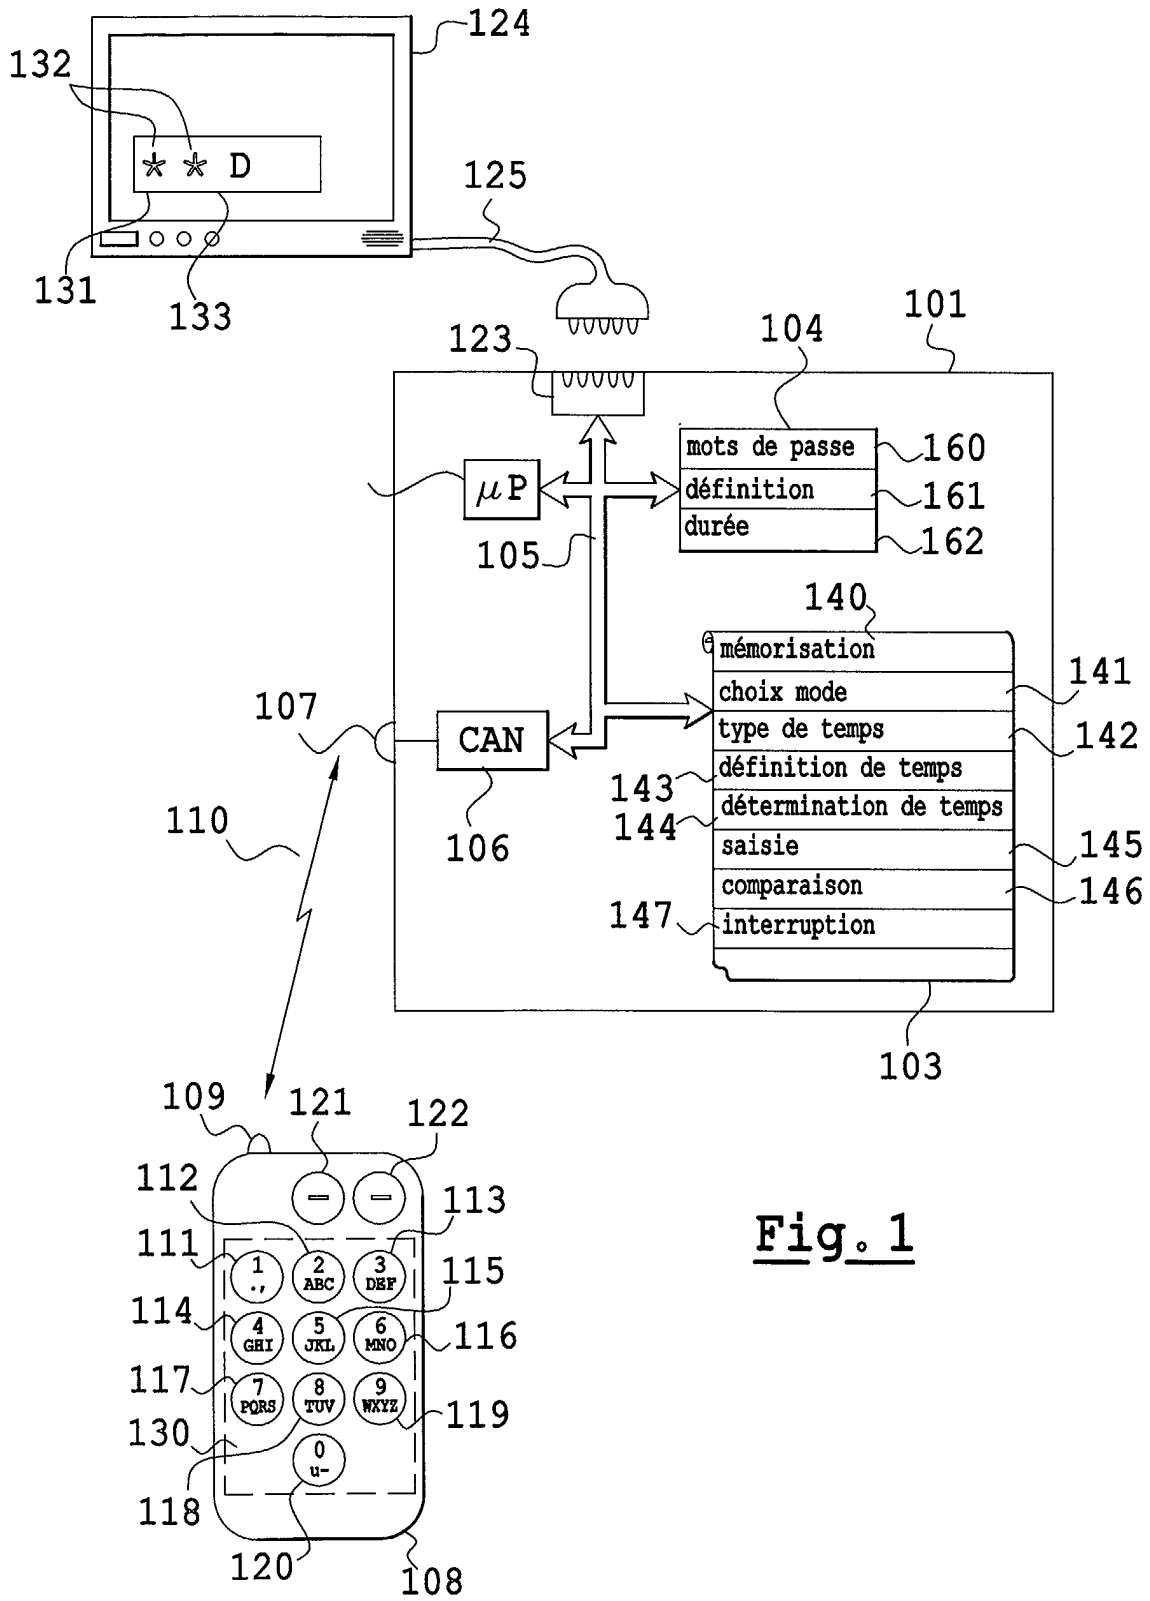 124
132
* * D
125
131
133
101
104
123
mots de passe
160
µP
définition
161
durée
162
105
140
mémorisation
141
choix mode
107
type de temps
142
CAN
définition de temps
143
détermination de temps
144
110
106
saisie
145
comparaison
146
147
interruption
103
109
121
122
112
113
111
1
.,
2
ABC
3
DEF
115
114
4
GHI
5
JKL
6
MNO
116
117
7
PQRS
8
TUV
9
WXYZ
119
130
0
u-
118
120
108
Fig. 1